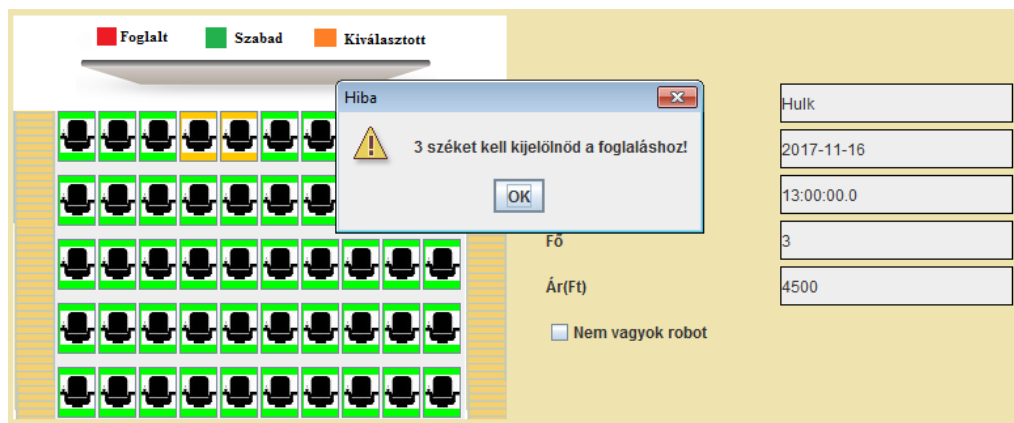 Foglalt Szabad Kiválasztott
Hiba
3 széket kell kijelölnöd a foglaláshoz!
OK
Hulk
2017-11-16
13:00:00.0
Fő 3
Ár(Ft) 4500
Nem vagyok robot